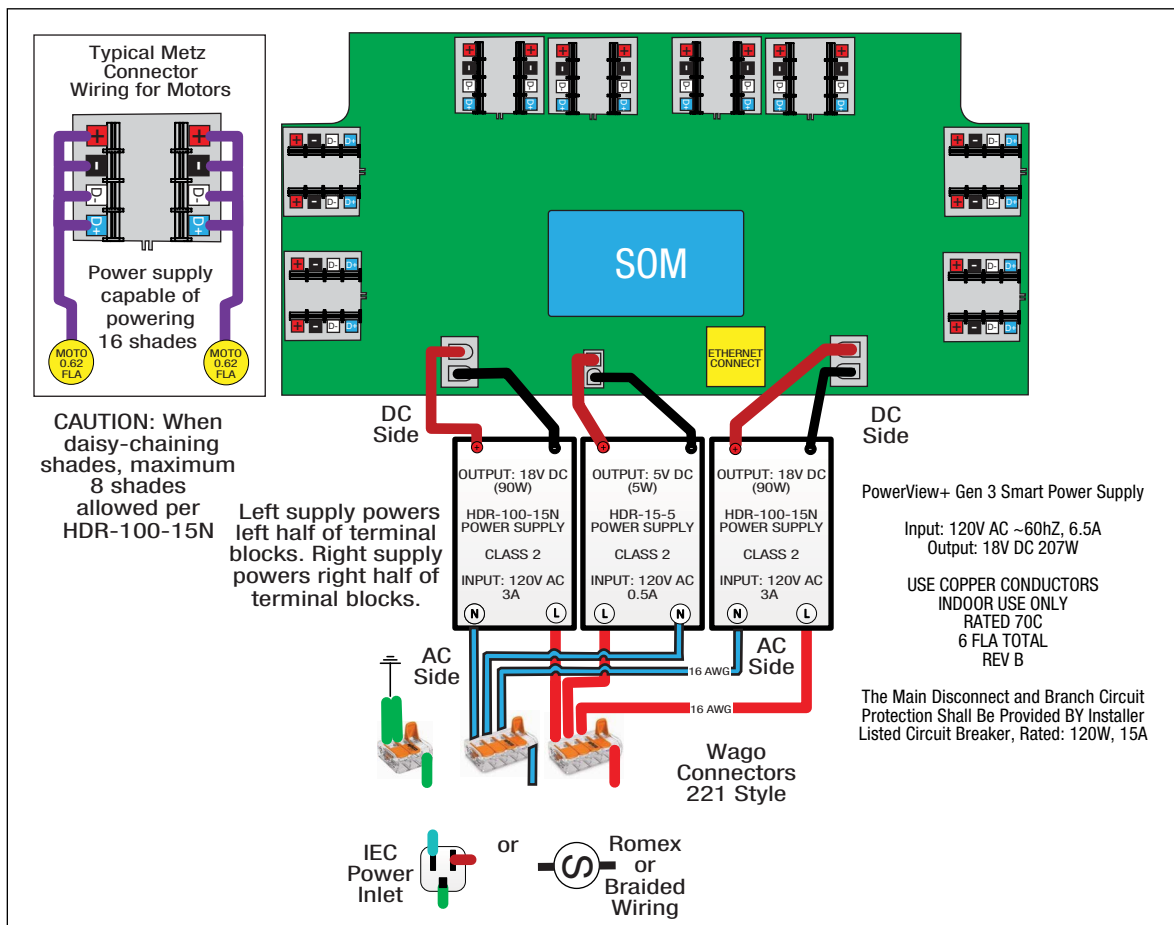 Typical Metz
Connector
Wiring for Motors
+ +
- -
D- D-
D+ D+
Power supply
capable of
powering
16 shades
MOTO
0.62
FLA
MOTO
0.62
FLA
CAUTION: When
daisy-chaining
shades, maximum
8 shades
allowed per
HDR-100-15N
+ + + +
- - - -
D- D- D- D-
D+ D+ D+ D+
+ + + +
- - - -
D- D- D- D-
D+ D+ D+ D+
+ - D- D+
+ - D- D+
+ - D- D+
+ - D- D+
+ - D- D+
+ - D- D+
+ - D- D+
+ - D- D+
SOM
ETHERNET
CONNECT
DC
Side
DC
Side
Left supply powers
left half of terminal
blocks. Right supply
powers right half of
terminal blocks.
+ -
OUTPUT: 18V DC
(90W)
HDR-100-15N
POWER SUPPLY
CLASS 2
INPUT: 120V AC
3A
N L
+ -
OUTPUT: 5V DC
(5W)
HDR-15-5
POWER SUPPLY
CLASS 2
INPUT: 120V AC
0.5A
L N
+ -
OUTPUT: 18V DC
(90W)
HDR-100-15N
POWER SUPPLY
CLASS 2
INPUT: 120V AC
3A
N L
AC
Side
AC
Side
16 AWG
16 AWG
Wago
Connectors
221 Style
PowerView+ Gen 3 Smart Power Supply
Input: 120V AC ~60hZ, 6.5A
Output: 18V DC 207W
USE COPPER CONDUCTORS
INDOOR USE ONLY
RATED 70C
6 FLA TOTAL
REV B
The Main Disconnect and Branch Circuit
Protection Shall Be Provided BY Installer
Listed Circuit Breaker, Rated: 120W, 15A
IEC
Power
Inlet
or
S
Romex
or
Braided
Wiring